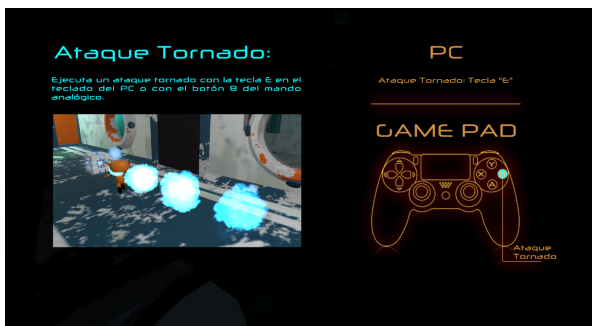 Ataque Tornado:
Ejecuta un ataque tornado con la tecla E en el
teclado del PC o con el botón B del mando
analógico.
PC
Ataque Tornado: Tecla "E"
GAME PAD
Y
X
A
Ataque
Tornado